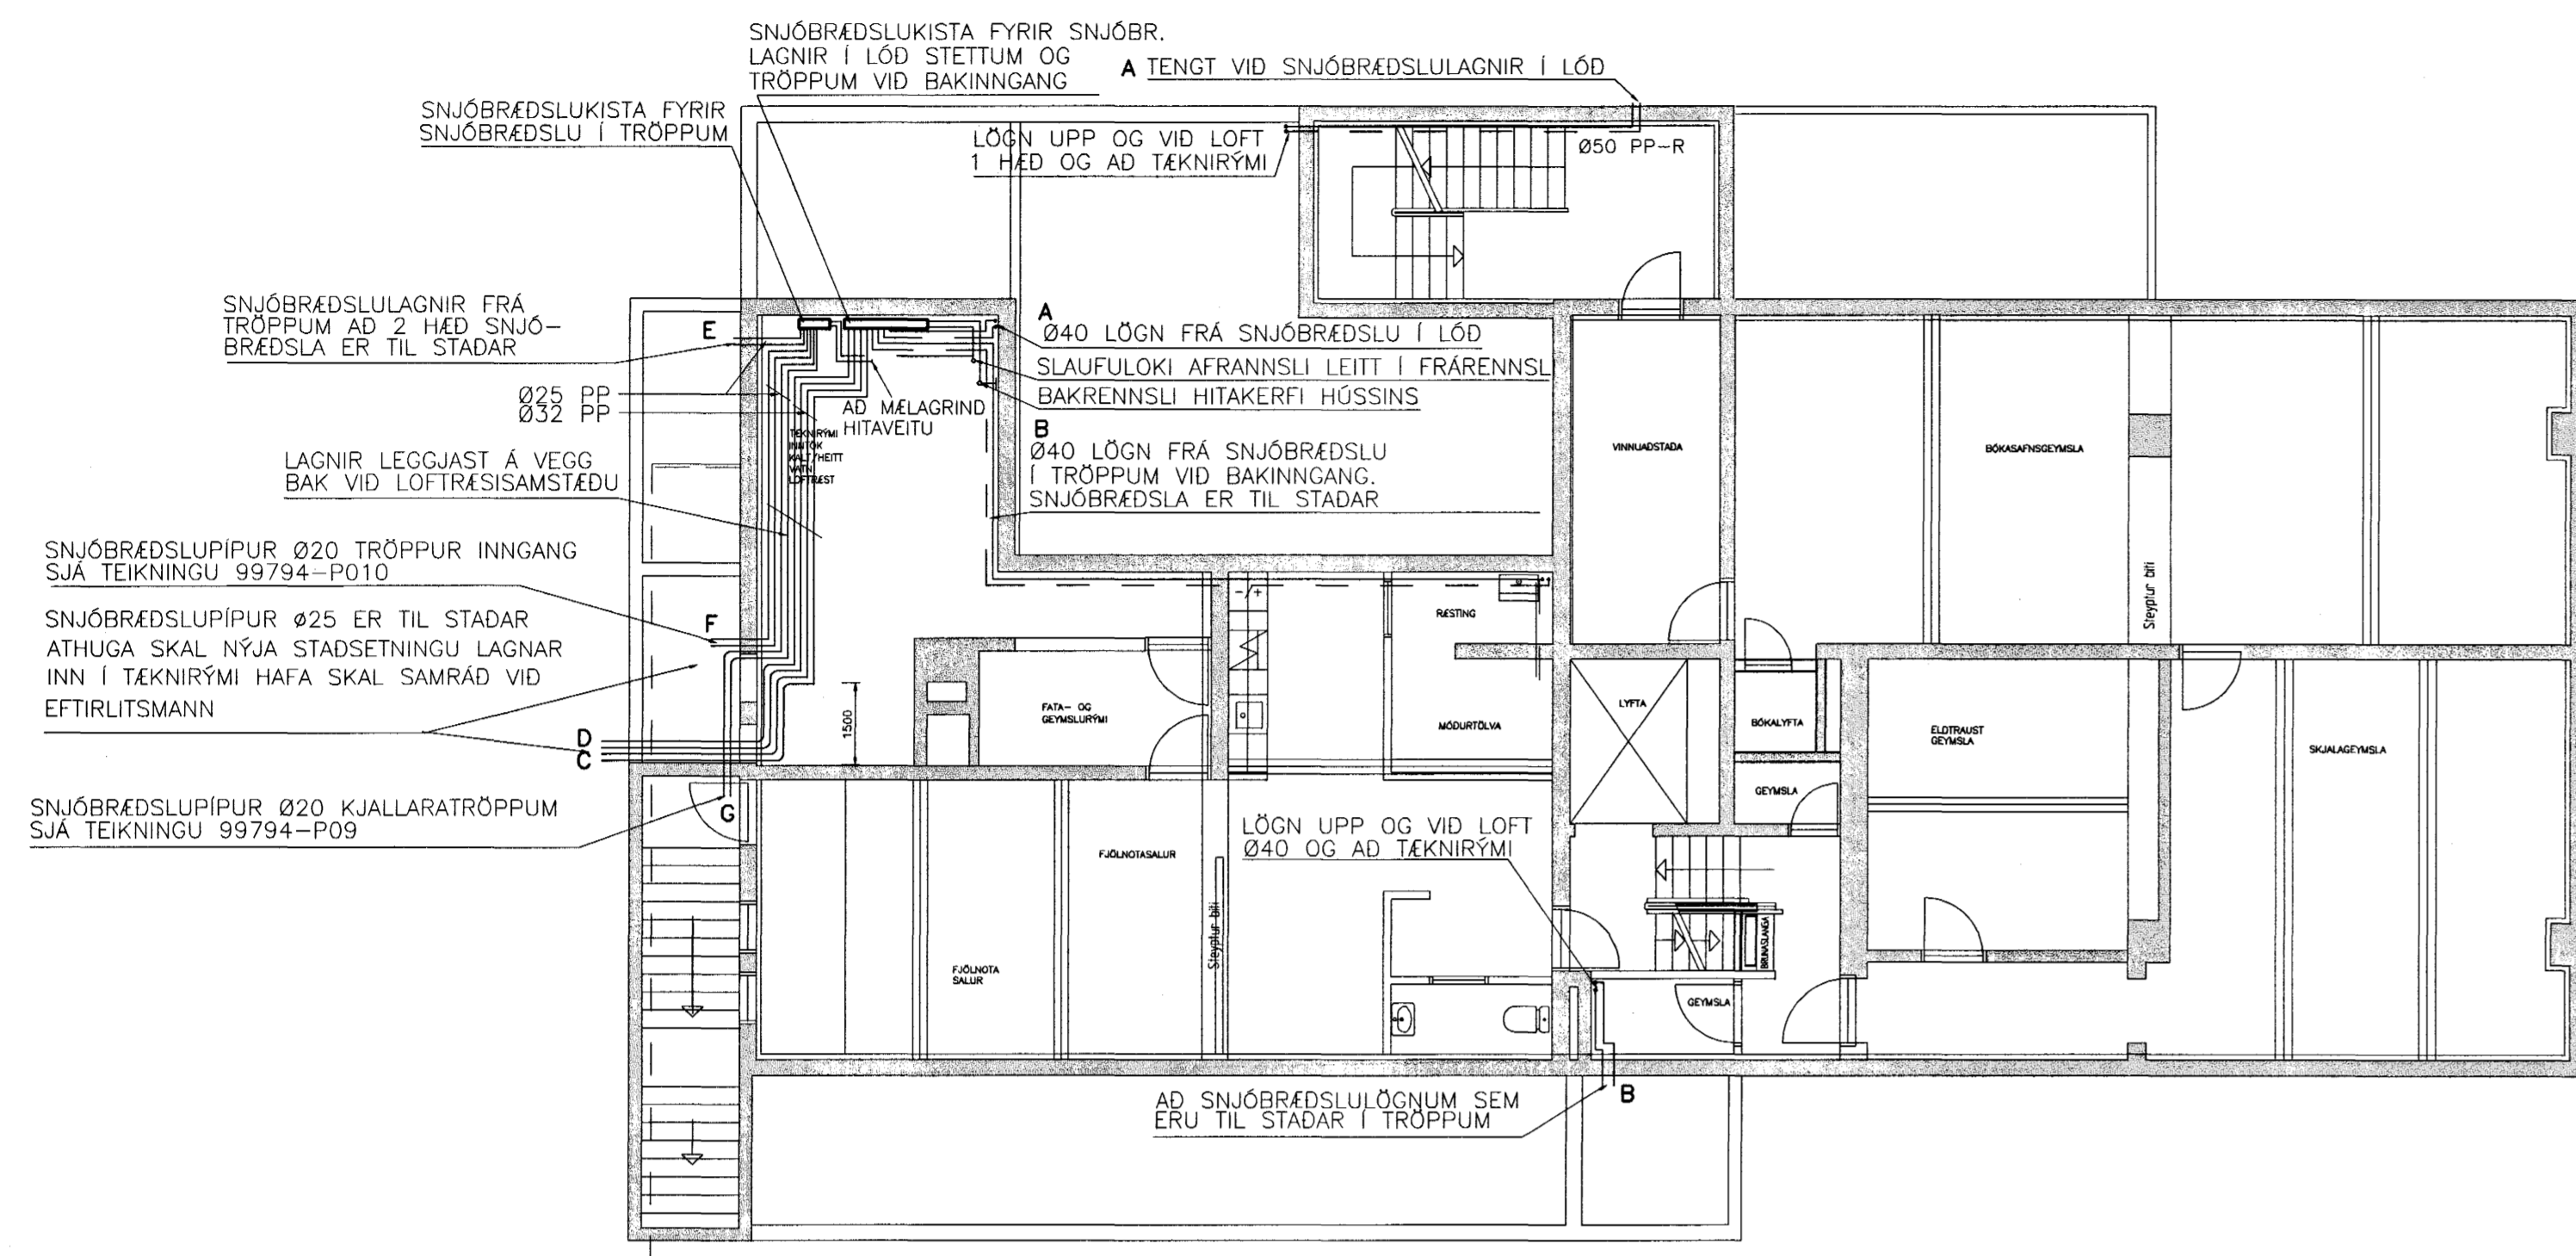 SNJÓBRÆÐSLUKISTA FYRIR SNJÓBR.
LAGNIR Í LÓÐ STETTUM OG
TRÖPPUM VIÐ BAKINNGANG
A TENGT VIÐ SNJÓBRÆÐSLULAGNIR Í LÓÐ
SNJÓBRÆÐSLUKISTA FYRIR
SNJÓBRÆÐSLU Í TRÖPPUM
LÖGN UPP OG VIÐ LOFT
1 HÆÐ OG AÐ TÆKNIRÝMI
Ø50 PP-R
SNJÓBRÆÐSLULAGNIR FRÁ
TRÖPPUM AÐ 2 HÆÐ SNJÓ-
BRÆÐSLA ER TIL STAÐAR
E
A
Ø40 LÖGN FRÁ SNJÓBRÆÐSLU Í LÓÐ
SLAUFULOKI AFRANNSLI LEITT Í FRÁRENNSL
BAKRENNSLI HITAKERFI HÚSSINS
Ø25 PP
Ø32 PP
AÐ MÆLAGRIND
HITAVEITU
TÆKNIRÝMI
INNTÖK
KALT/HEITT
VATN
LOFTRÆST
B
Ø40 LÖGN FRÁ SNJÓBRÆÐSLU
Í TRÖPPUM VIÐ BAKINNGANG.
SNJÓBRÆÐSLA ER TIL STAÐAR
LAGNIR LEGGJAST Á VEGG
BAK VIÐ LOFTRÆSISAMSTÆÐU
VINNUAÐSTAÐA
BÓKASAFNSGEYMSLA
Steyptur biti
SNJÓBRÆÐSLUPÍPUR Ø20 TRÖPPUR INNGANG
SJÁ TEIKNINGU 99794-P010
SNJÓBRÆÐSLUPÍPUR Ø25 ER TIL STAÐAR
ATHUGA SKAL NÝJA STAÐSETNINGU LAGNAR
INN Í TÆKNIRÝMI HAFA SKAL SAMRÁÐ VIÐ
EFTIRLITSMANN
F
-/+
RÆSTING
FATA- OG
GEYMSLURÝMI
1500
MÓÐURTÖLVA
LYFTA
BÓKALYFTA
ELDTRAUST
GEYMSLA
SKJALAGEYMSLA
D
C
GEYMSLA
G
SNJÓBRÆÐSLUPÍPUR Ø20 KJALLARATRÖPPUM
SJÁ TEIKNINGU 99794-P09
LÖGN UPP OG VIÐ LOFT
Ø40 OG AÐ TÆKNIRÝMI
FJÖLNOTASALUR
Steyptur biti
FJÖLNOTA
SALUR
BRUNASLANGA
GEYMSLA
AÐ SNJÓBRÆÐSLULÖGNUM SEM
ERU TIL STAÐAR Í TRÖPPUM
B